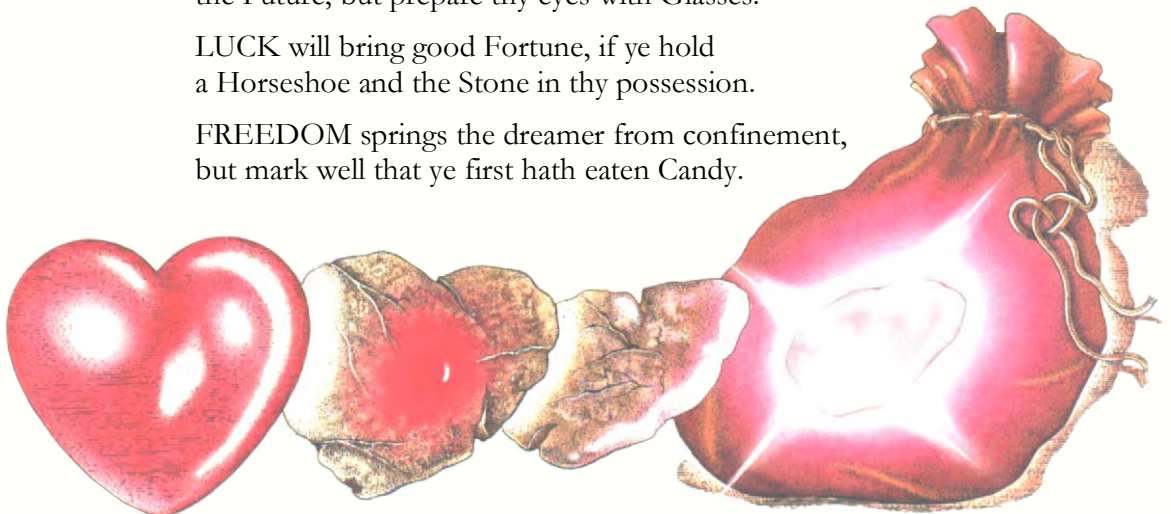 the Future, but prepare thy eyes with Glasses.
LUCK will bring good Fortune, if ye hold
a Horseshoe and the Stone in thy possession.
FREEDOM springs the dreamer from confinement,
but mark well that ye first hath eaten Candy.